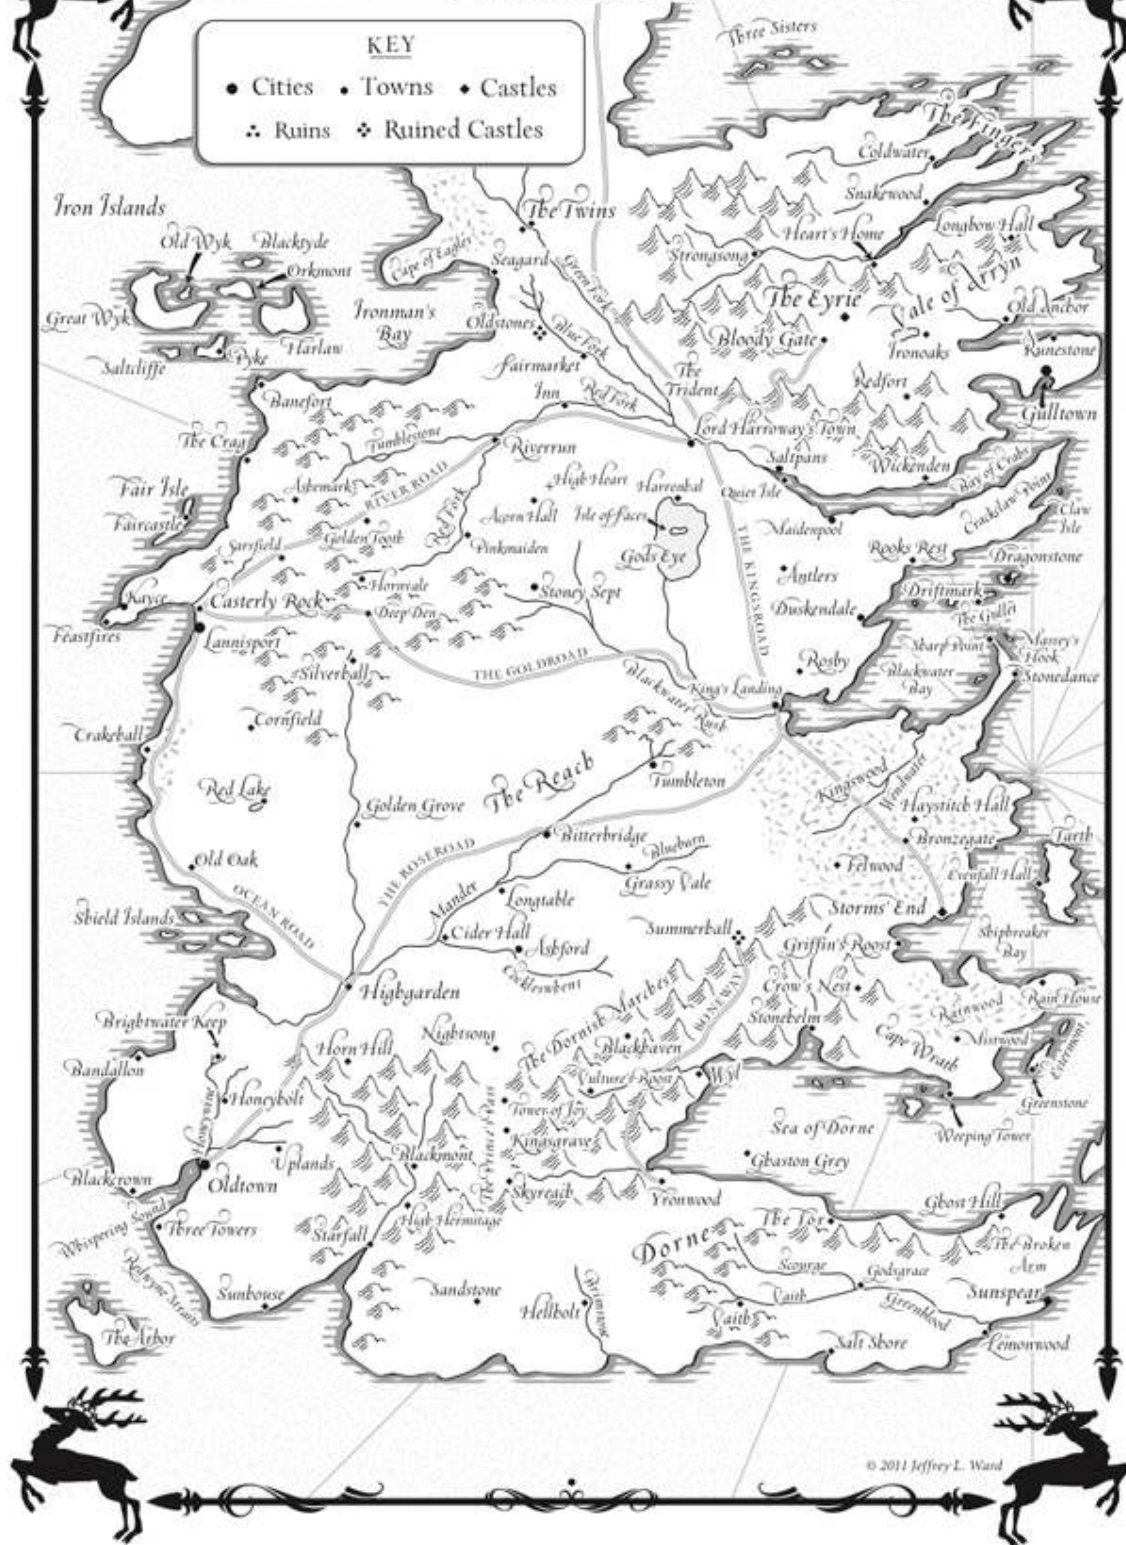 KEY
Cities
Towns
Castles
Ruins
Ruined Castles
Three Sisters
The Fingers
Coldwater
Snakewood
Iron Islands
The Twins
Longbow Hall
Heart's Home
Old Wyk
Blacktyde
Strongsong
Cape of Eagles
Seagard
Green Fork
Orkmont
Vale of Arryn
The Eyrie
Great Wyk
Ironman's
Bay
Oldstones
Old Anchor
Blue Fork
Bloody Gate
Ironoaks
Runestone
Harlaw
Pyke
Saltcliffe
Fairmarket
The
Trident
Redfort
Inn
Red Fork
Banefort
Gulltown
Lord Harroway's Town
The Crag
Tumblestone
Riverrun
Saltpans
Wickenden
Bay of Crabs
Fair Isle
Ashemark
RIVER ROAD
High Heart
Harrenhal
Quiet Isle
Crackclaw Point
Claw
Isle
Faircastle
Red Fork
Acorn Hall
Isle of Faces
Maidenpool
Sarsfield
Golden Tooth
Pinkmaiden
Gods Eye
THE KINGSROAD
Rooks Rest
Dragonstone
Antlers
Hornvale
Stoney Sept
Driftmark
Kayce
Casterly Rock
Deep Den
Duskendale
The Gullet
Feastfires
Lannisport
Sharp Point
Massey's
Hook
Silverhall
THE GOLDROAD
Rosby
Blackwater
Bay
Stonedance
Blackwater Rush
King's Landing
Cornfield
Crakehall
The Reach
Tumbleton
Kingswood
Wendwater
Red Lake
Golden Grove
Haystitch Hall
Bitterbridge
Bronzegate
Tarth
Old Oak
THE ROSEROAD
Blueburn
Felwood
Evenfall Hall
Grassy Vale
OCEAN ROAD
Mander
Longtable
Storms' End
Shield Islands
Cider Hall
Summerhall
Shipbreaker
Bay
Ashford
Griffin's Roost
Cockleswhent
Highgarden
Crow's Nest
Rain House
BONEWAY
The Dornish Marches
Rainwood
Brightwater Keep
Stonehelm
Nightsong
Horn Hill
Blackhaven
Cape Wrath
Mistwood
Estermont
Bandallon
Vulture's Roost
Wyl
Honeyholt
Tower of Joy
Greenstone
Honeywine
The Prince's Pass
Sea of Dorne
Weeping Tower
Kingsgrave
Uplands
Blackmont
Ghaston Grey
Blackcrown
Oldtown
Skyreach
Yronwood
Ghost Hill
Whispering Sound
Three Towers
High Hermitage
The Tor
Starfall
Dorne
The Broken
Arm
Redwyne Straits
Scourge
Godsgrace
Sunhouse
Sandstone
Brimstone
Vaith
Greenblood
Sunspear
Hellholt
Vaith
The Arbor
Salt Shore
Lemonwood
© 2011 Jeffrey L. Ward